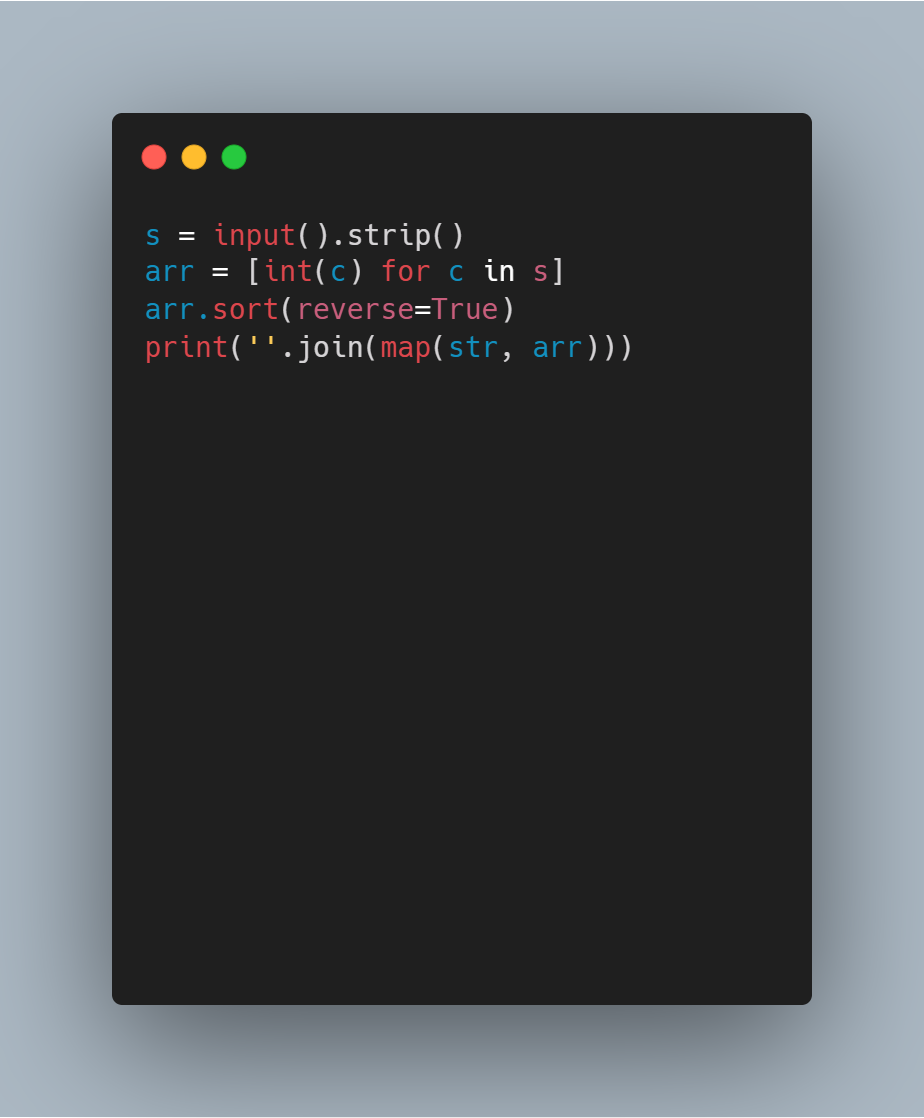 s = input().strip()
arr = [int(c) for c in s]
arr.sort(reverse=True)
print(''.join(map(str, arr)))